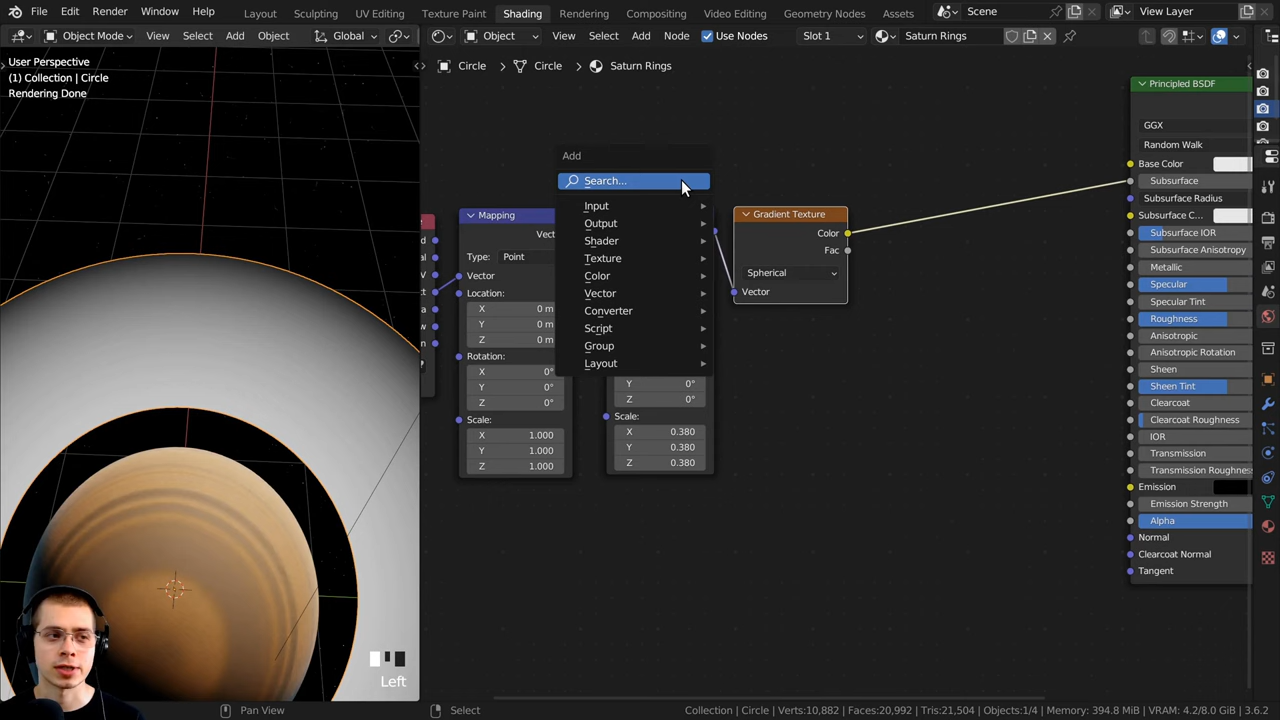 File Edit Render Window Help Layout Sculpting UV Editing Texture Paint Shading Rendering Compositing Video Editing Geometry Nodes Assets Scene View Layer
Object Mode View Select Add Object Global Object View Select Add Node Use Nodes Slot 1 Saturn Rings
User Perspective
(1) Collection | Circle
Rendering Done
Circle > Circle > Saturn Rings
Add
Search...
Input
Output
Shader
Texture
Color
Vector
Converter
Script
Group
Layout
Mapping
Vect
Type: Point
Vector
Location:
X 0 m
Y 0 m
Z 0 m
Rotation:
X 0°
Y 0°
Z 0°
Scale:
X 1.000
Y 1.000
Z 1.000
Y 0°
Z 0°
Scale:
X 0.380
Y 0.380
Z 0.380
Gradient Texture
Color
Fac
Spherical
Vector
Principled BSDF
GGX
Random Walk
Base Color
Subsurface
Subsurface Radius
Subsurface C...
Subsurface IOR
Subsurface Anisotropy
Metallic
Specular
Specular Tint
Roughness
Anisotropic
Anisotropic Rotation
Sheen
Sheen Tint
Clearcoat
Clearcoat Roughness
IOR
Transmission
Transmission Roughness
Emission
Emission Strength
Alpha
Normal
Clearcoat Normal
Tangent
Left
Pan View Select Collection | Circle | Verts:10,882 | Faces:20,992 | Tris:21,504 | Objects:1/4 | Memory: 394.8 MiB | VRAM: 4.2/8.0 GiB | 3.6.2